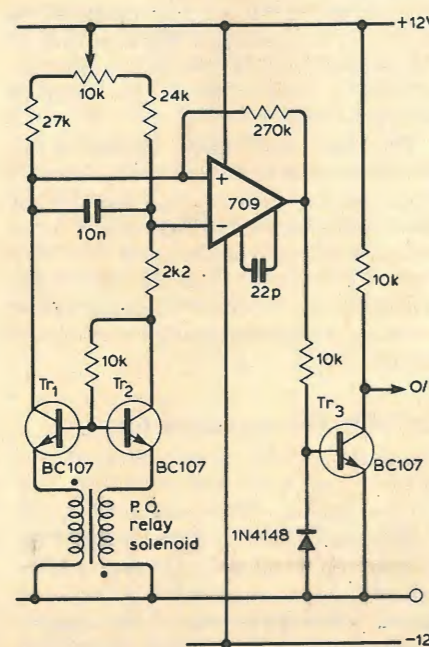 +12V
10k
24k
27k
270k
+
709
10n
−
2k2
22p
10k
10k
10k
Tr1
Tr2
Tr3
O/
BC107
BC107
BC107
P.O.
relay
solenoid
1N4148
−12